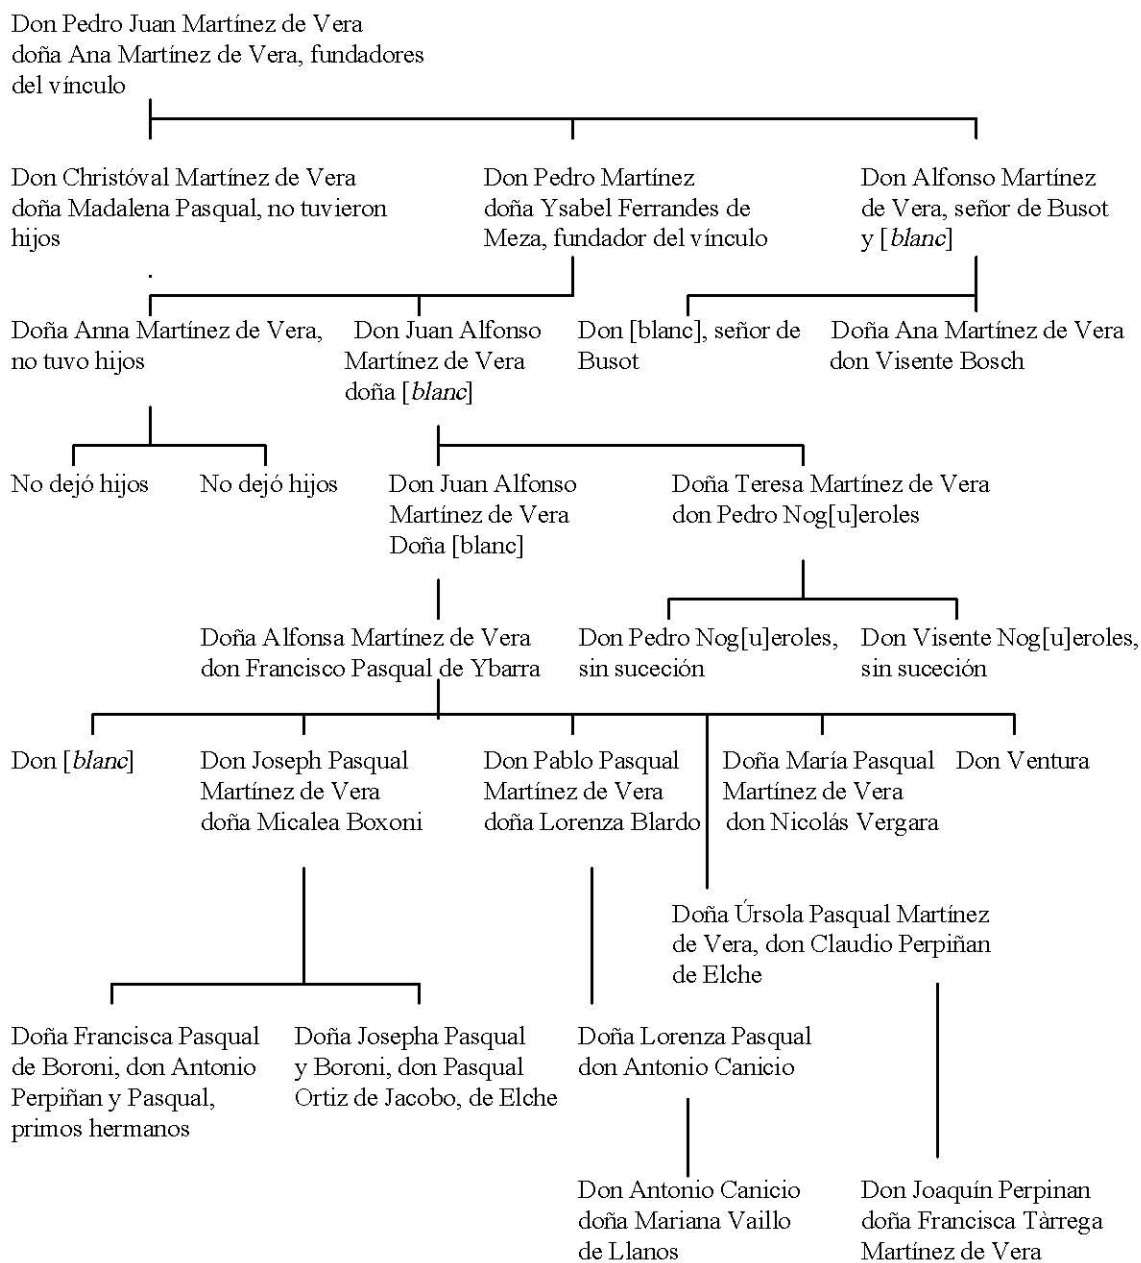 Don Pedro Juan Martínez de Vera
doña Ana Martínez de Vera, fundadores
del vínculo
Don Christóval Martínez de Vera
doña Madalena Pasqual, no tuvieron
hijos
Don Pedro Martínez
doña Ysabel Ferrandes de
Meza, fundador del vínculo
Don Alfonso Martínez
de Vera, señor de Busot
y [blanc]
Doña Anna Martínez de Vera,
no tuvo hijos
Don Juan Alfonso
Martínez de Vera
doña [blanc]
Don [blanc], señor de
Busot
Doña Ana Martínez de Vera
don Visente Bosch
No dejó hijos
No dejó hijos
Don Juan Alfonso
Martínez de Vera
Doña [blanc]
Doña Teresa Martínez de Vera
don Pedro Nog[u]eroles
Doña Alfonsa Martínez de Vera
don Francisco Pasqual de Ybarra
Don Pedro Nog[u]eroles,
sin suceción
Don Visente Nog[u]eroles,
sin suceción
Don [blanc]
Don Joseph Pasqual
Martínez de Vera
doña Micalea Boxoni
Don Pablo Pasqual
Martínez de Vera
doña Lorenza Blardo
Doña María Pasqual
Martínez de Vera
don Nicolás Vergara
Don Ventura
Doña Úrsola Pasqual Martínez
de Vera, don Claudio Perpiñan
de Elche
Doña Francisca Pasqual
de Boroni, don Antonio
Perpiñan y Pasqual,
primos hermanos
Doña Josepha Pasqual
y Boroni, don Pasqual
Ortiz de Jacobo, de Elche
Doña Lorenza Pasqual
don Antonio Canicio
Don Antonio Canicio
doña Mariana Vaillo
de Llanos
Don Joaquín Perpinan
doña Francisca Tàrrega
Martínez de Vera